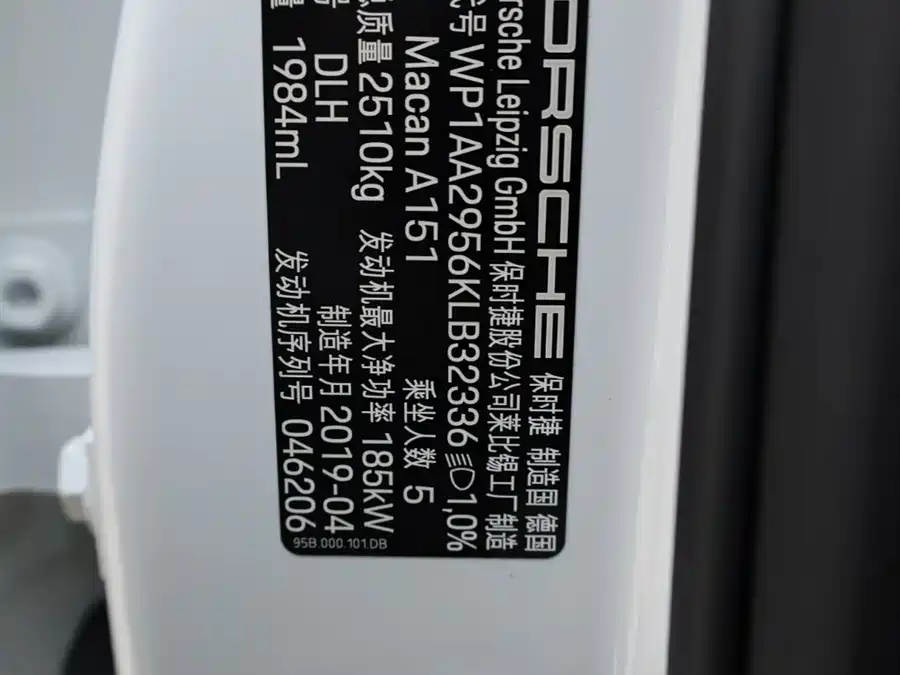 PORSCHE 保时捷 制造国 德国
Porsche Leipzig GmbH 保时捷股份公司莱比锡工厂 制造
号 WP1AA2956KLB32336 1,0%
Macan A151 乘坐人数 5
质量 2510kg 发动机最大净功率 185kW
DLH 制造年月 2019-04
量 1984mL 发动机序列号 046206
95B.000.101.DB